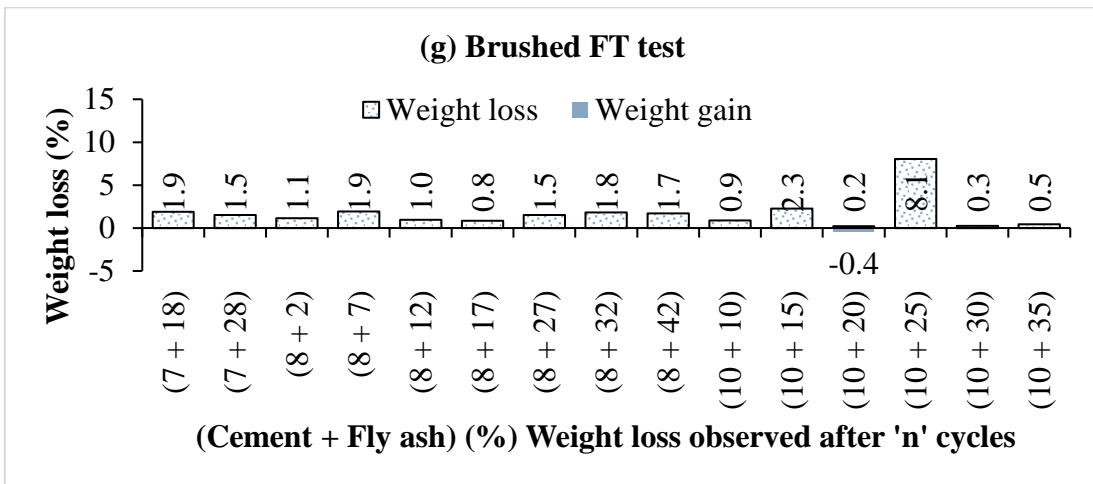 (g) Brushed FT test
Weight loss (%)
15
10
5
0
-5
Weight loss Weight gain
1.9 1.5 1.1 1.9 1.0 0.8 1.5 1.8 1.7 0.9 2.3 0.2 8.1 0.3 0.5
-0.4
(7 + 18) (7 + 28) (8 + 2) (8 + 7) (8 + 12) (8 + 17) (8 + 27) (8 + 32) (8 + 42) (10 + 10) (10 + 15) (10 + 20) (10 + 25) (10 + 30) (10 + 35)
(Cement + Fly ash) (%) Weight loss observed after 'n' cycles